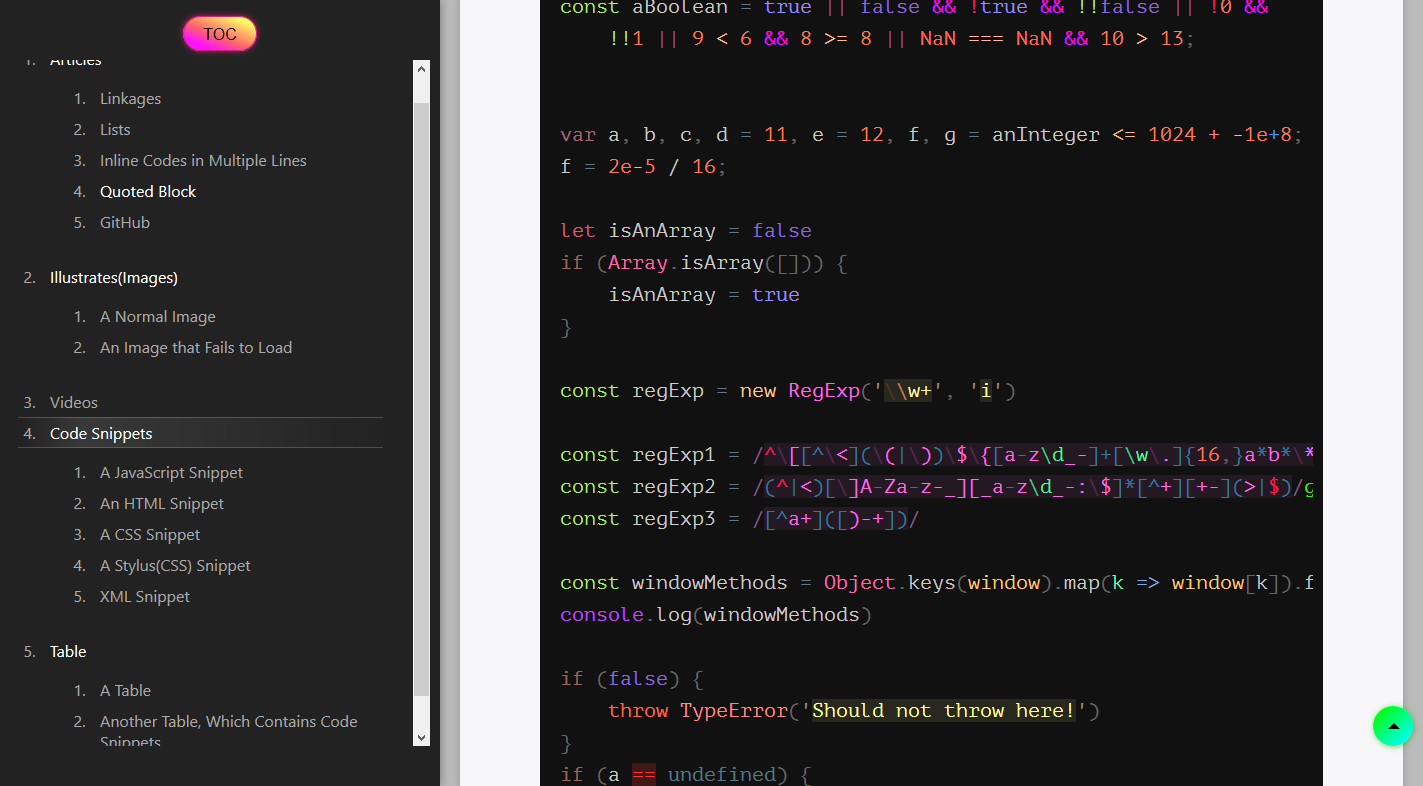 TOC
1. Articles
1. Linkages
2. Lists
3. Inline Codes in Multiple Lines
4. Quoted Block
5. GitHub
2. Illustrates(Images)
1. A Normal Image
2. An Image that Fails to Load
3. Videos
4. Code Snippets
1. A JavaScript Snippet
2. An HTML Snippet
3. A CSS Snippet
4. A Stylus(CSS) Snippet
5. XML Snippet
5. Table
1. A Table
2. Another Table, Which Contains Code
Snippets
const aBoolean = true || false && !true && !!false || !0 &&
    !!1 || 9 < 6 && 8 >= 8 || NaN === NaN && 10 > 13;
var a, b, c, d = 11, e = 12, f, g = anInteger <= 1024 + -1e+8;
f = 2e-5 / 16;
let isAnArray = false
if (Array.isArray([])) {
    isAnArray = true
}
const regExp = new RegExp('\\w+', 'i')
const regExp1 = /^\[[^\<](\(|\))\$\{[a-z\d_-]+[\w\.]{16,}a*b*\*
const regExp2 = /(^|<)[\]A-Za-z-_][_a-z\d_-:\$]*[^+][+-](>|$)/g
const regExp3 = /[^a+]([)-+])/
const windowMethods = Object.keys(window).map(k => window[k]).f
console.log(windowMethods)
if (false) {
    throw TypeError('Should not throw here!')
}
if (a == undefined) {